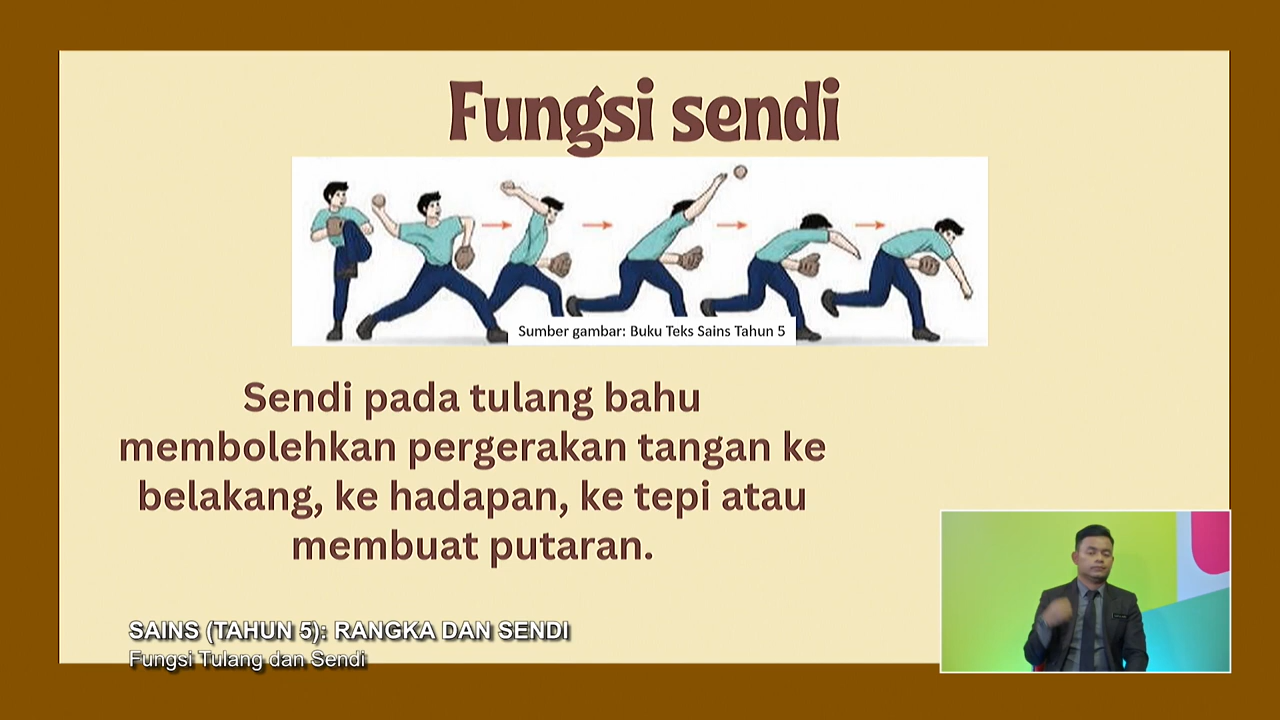 Fungsi sendi
Sumber gambar: Buku Teks Sains Tahun 5
Sendi pada tulang bahu
membolehkan pergerakan tangan ke
belakang, ke hadapan, ke tepi atau
membuat putaran.
SAINS (TAHUN 5): RANGKA DAN SENDI
Fungsi Tulang dan Sendi